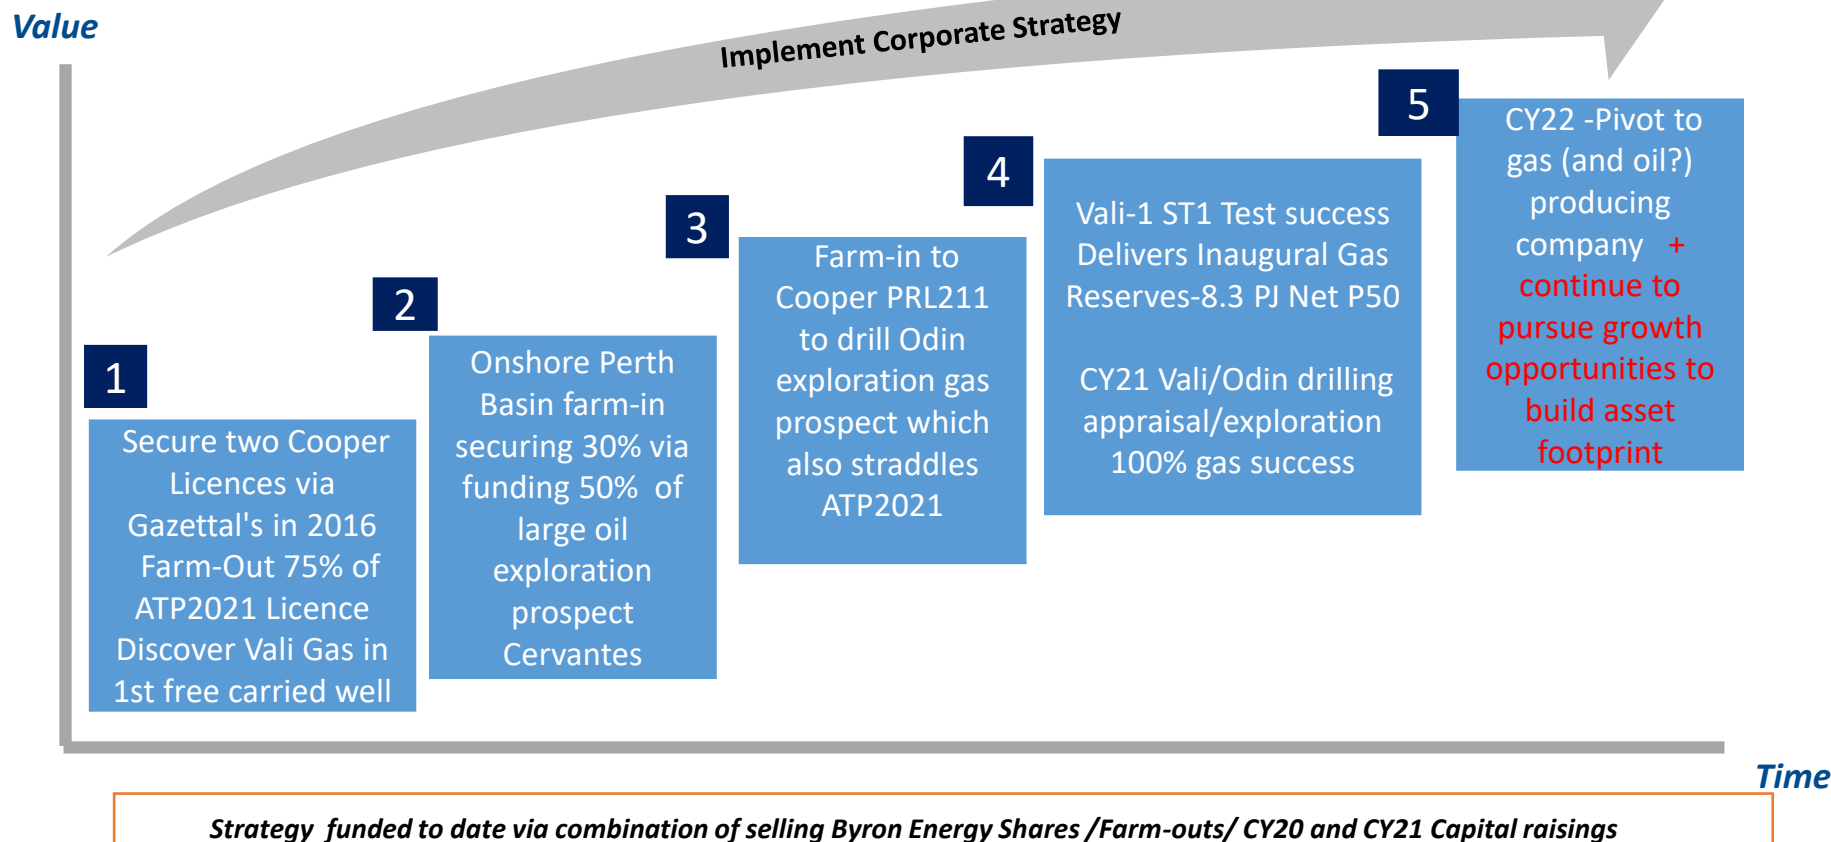 Value
Implement Corporate Strategy
1
Secure two Cooper
Licences via
Gazettal's in 2016
Farm-Out 75% of
ATP2021 Licence
Discover Vali Gas in
1st free carried well
2
Onshore Perth
Basin farm-in
securing 30% via
funding 50% of
large oil
exploration
prospect
Cervantes
3
Farm-in to
Cooper PRL211
to drill Odin
exploration gas
prospect which
also straddles
ATP2021
4
Vali-1 ST1 Test success
Delivers Inaugural Gas
Reserves-8.3 PJ Net P50
CY21 Vali/Odin drilling
appraisal/exploration
100% gas success
5
CY22 -Pivot to
gas (and oil?)
producing
company +
continue to
pursue growth
opportunities to
build asset
footprint
Time
Strategy funded to date via combination of selling Byron Energy Shares /Farm-outs/ CY20 and CY21 Capital raisings